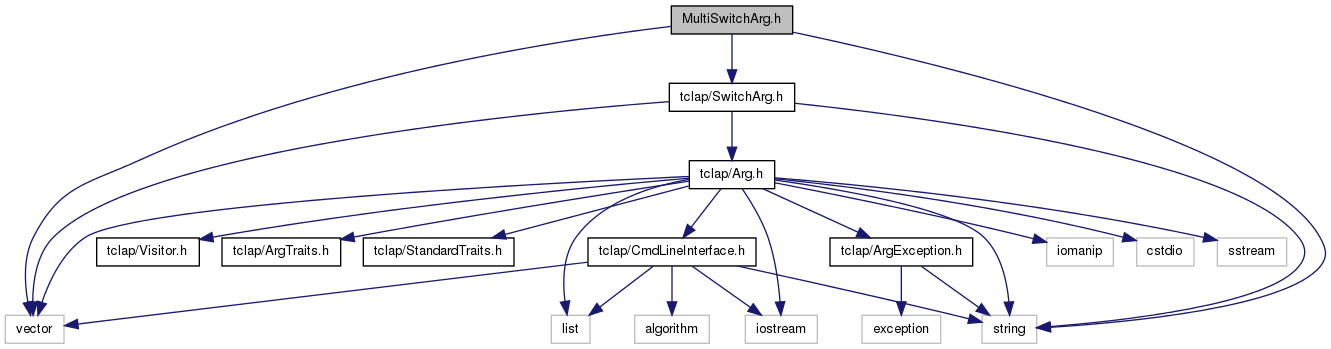 MultiSwitchArg.h
tclap/SwitchArg.h
tclap/Arg.h
tclap/Visitor.h
tclap/ArgTraits.h
tclap/StandardTraits.h
tclap/CmdLineInterface.h
tclap/ArgException.h
iomanip
cstdio
sstream
vector
list
algorithm
iostream
exception
string